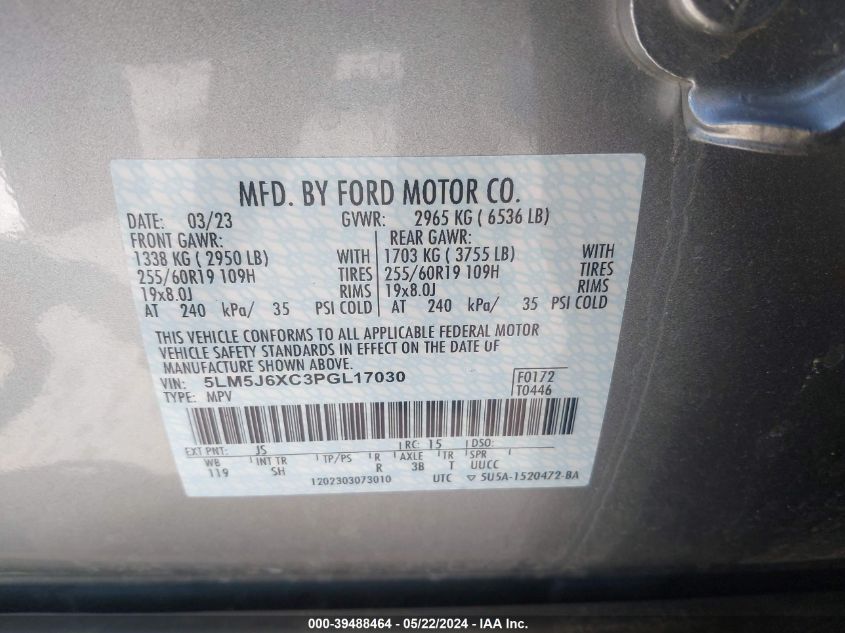 MFD. BY FORD MOTOR CO.
DATE: 03/23 GVWR: 2965 KG ( 6536 LB)
FRONT GAWR: REAR GAWR:
1338 KG ( 2950 LB) WITH 1703 KG ( 3755 LB) WITH
255/60R19 109H TIRES 255/60R19 109H TIRES
19x8.0J RIMS 19x8.0J RIMS
AT 240 kPa/ 35 PSI COLD AT 240 kPa/ 35 PSI COLD
THIS VEHICLE CONFORMS TO ALL APPLICABLE FEDERAL MOTOR
VEHICLE SAFETY STANDARDS IN EFFECT ON THE DATE OF
MANUFACTURE SHOWN ABOVE.
VIN: 5LM5J6XC3PGL17030 F0172
TYPE: MPV T0446
EXT PNT: JS RC: 15 DSO:
WB INT TR TP/PS R AXLE TR SPR
119 SH R 3B T UUCC
1202303073010 UTC ▽ 5U5A-1520472-BA
000-39488464 - 05/22/2024 - IAA Inc.